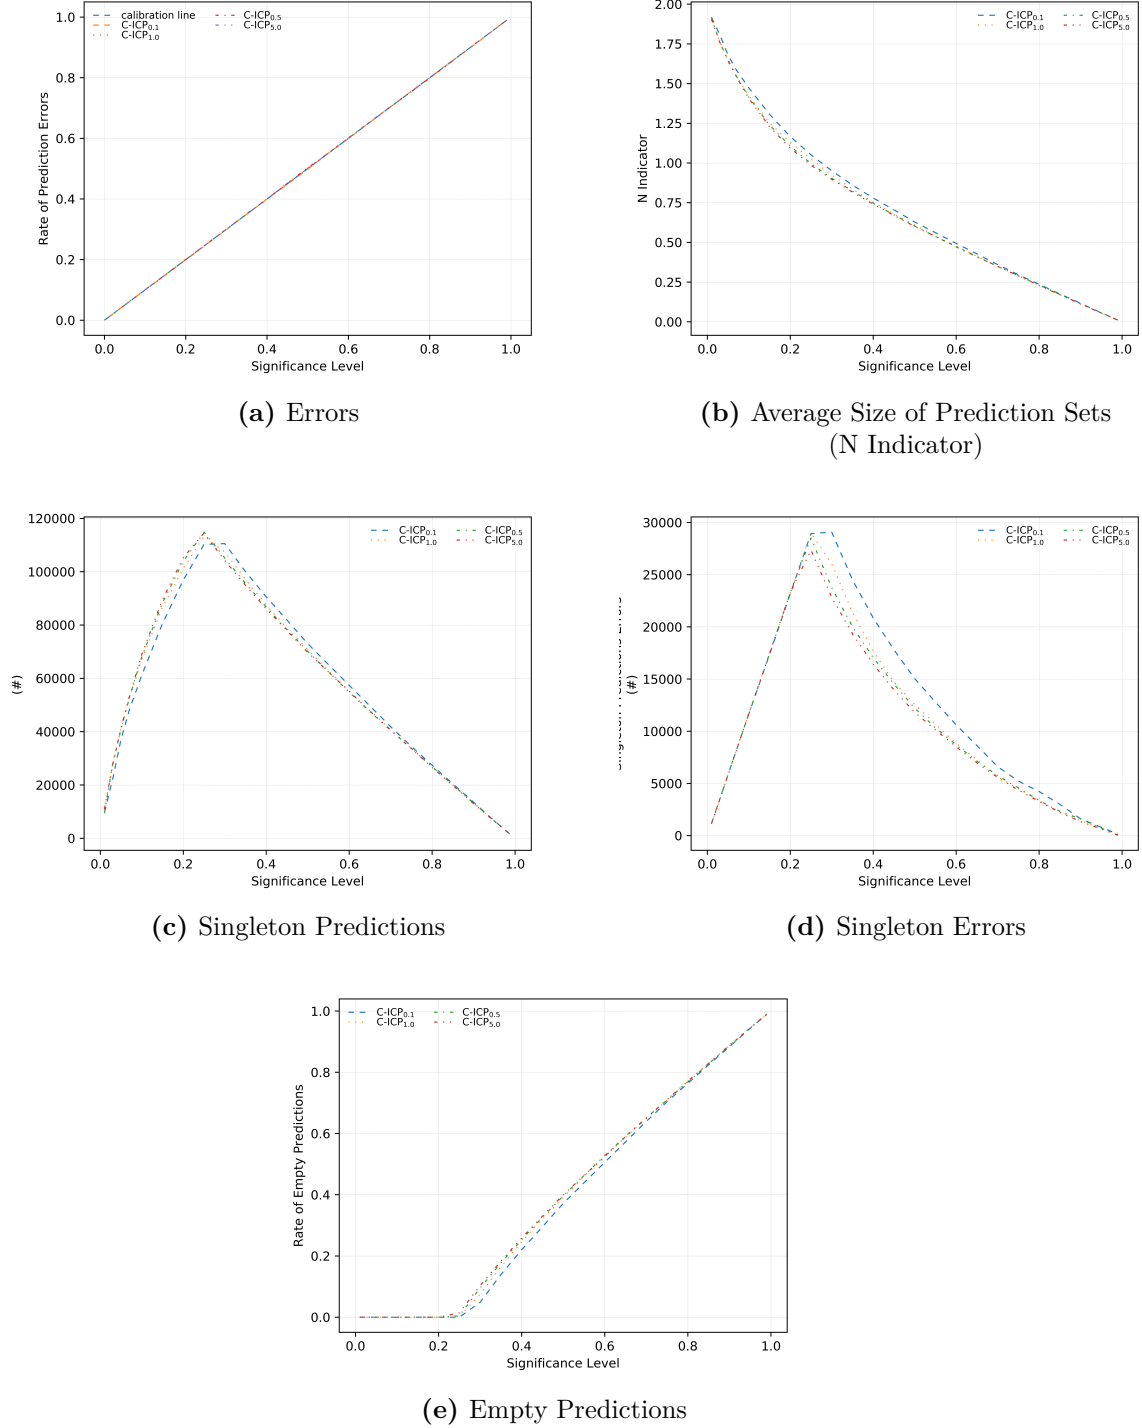 calibration line
C-ICP0.1
C-ICP1.0
C-ICP0.5
C-ICP5.0
1.0
0.8
0.6
0.4
0.2
0.0
Rate of Prediction Errors
0.0 0.2 0.4 0.6 0.8 1.0
Significance Level
(a) Errors
C-ICP0.1
C-ICP1.0
C-ICP0.5
C-ICP5.0
2.00
1.75
1.50
1.25
1.00
0.75
0.50
0.25
0.00
N Indicator
0.0 0.2 0.4 0.6 0.8 1.0
Significance Level
(b) Average Size of Prediction Sets
(N Indicator)
C-ICP0.1
C-ICP1.0
C-ICP0.5
C-ICP5.0
120000
100000
80000
60000
40000
20000
0
(#)
0.0 0.2 0.4 0.6 0.8 1.0
Significance Level
(c) Singleton Predictions
C-ICP0.1
C-ICP1.0
C-ICP0.5
C-ICP5.0
30000
25000
20000
15000
10000
5000
0
(#)
0.0 0.2 0.4 0.6 0.8 1.0
Significance Level
(d) Singleton Errors
C-ICP0.1
C-ICP1.0
C-ICP0.5
C-ICP5.0
1.0
0.8
0.6
0.4
0.2
0.0
Rate of Empty Predictions
0.0 0.2 0.4 0.6 0.8 1.0
Significance Level
(e) Empty Predictions